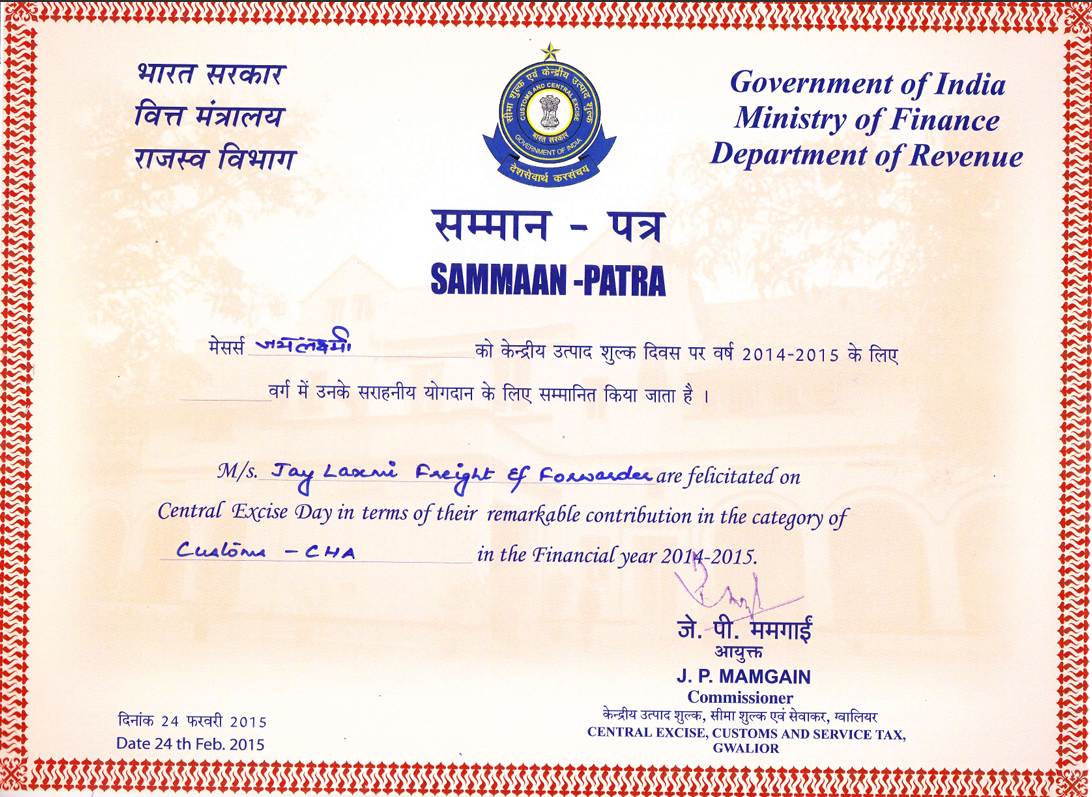 भारत सरकार
वित्त मंत्रालय
राजस्व विभाग
सीमा शुल्क एवं केन्द्रीय उत्पाद शुल्क
CUSTOMS AND CENTRAL EXCISE
भारत सरकार
GOVERNMENT OF INDIA
देशसेवार्थ करसंचय
Government of India
Ministry of Finance
Department of Revenue
सम्मान - पत्र
SAMMAAN -PATRA
मेसर्स जयलक्ष्मी को केन्द्रीय उत्पाद शुल्क दिवस पर वर्ष 2014-2015 के लिए
वर्ग में उनके सराहनीय योगदान के लिए सम्मानित किया जाता है ।
M/s. Jay Laxmi Freight & Forwarder are felicitated on
Central Excise Day in terms of their remarkable contribution in the category of
Customs - CHA in the Financial year 2014-2015.
जे. पी. ममगाईं
आयुक्त
J. P. MAMGAIN
Commissioner
केन्द्रीय उत्पाद शुल्क, सीमा शुल्क एवं सेवाकर, ग्वालियर
CENTRAL EXCISE, CUSTOMS AND SERVICE TAX,
GWALIOR
दिनांक 24 फरवरी 2015
Date 24 th Feb. 2015